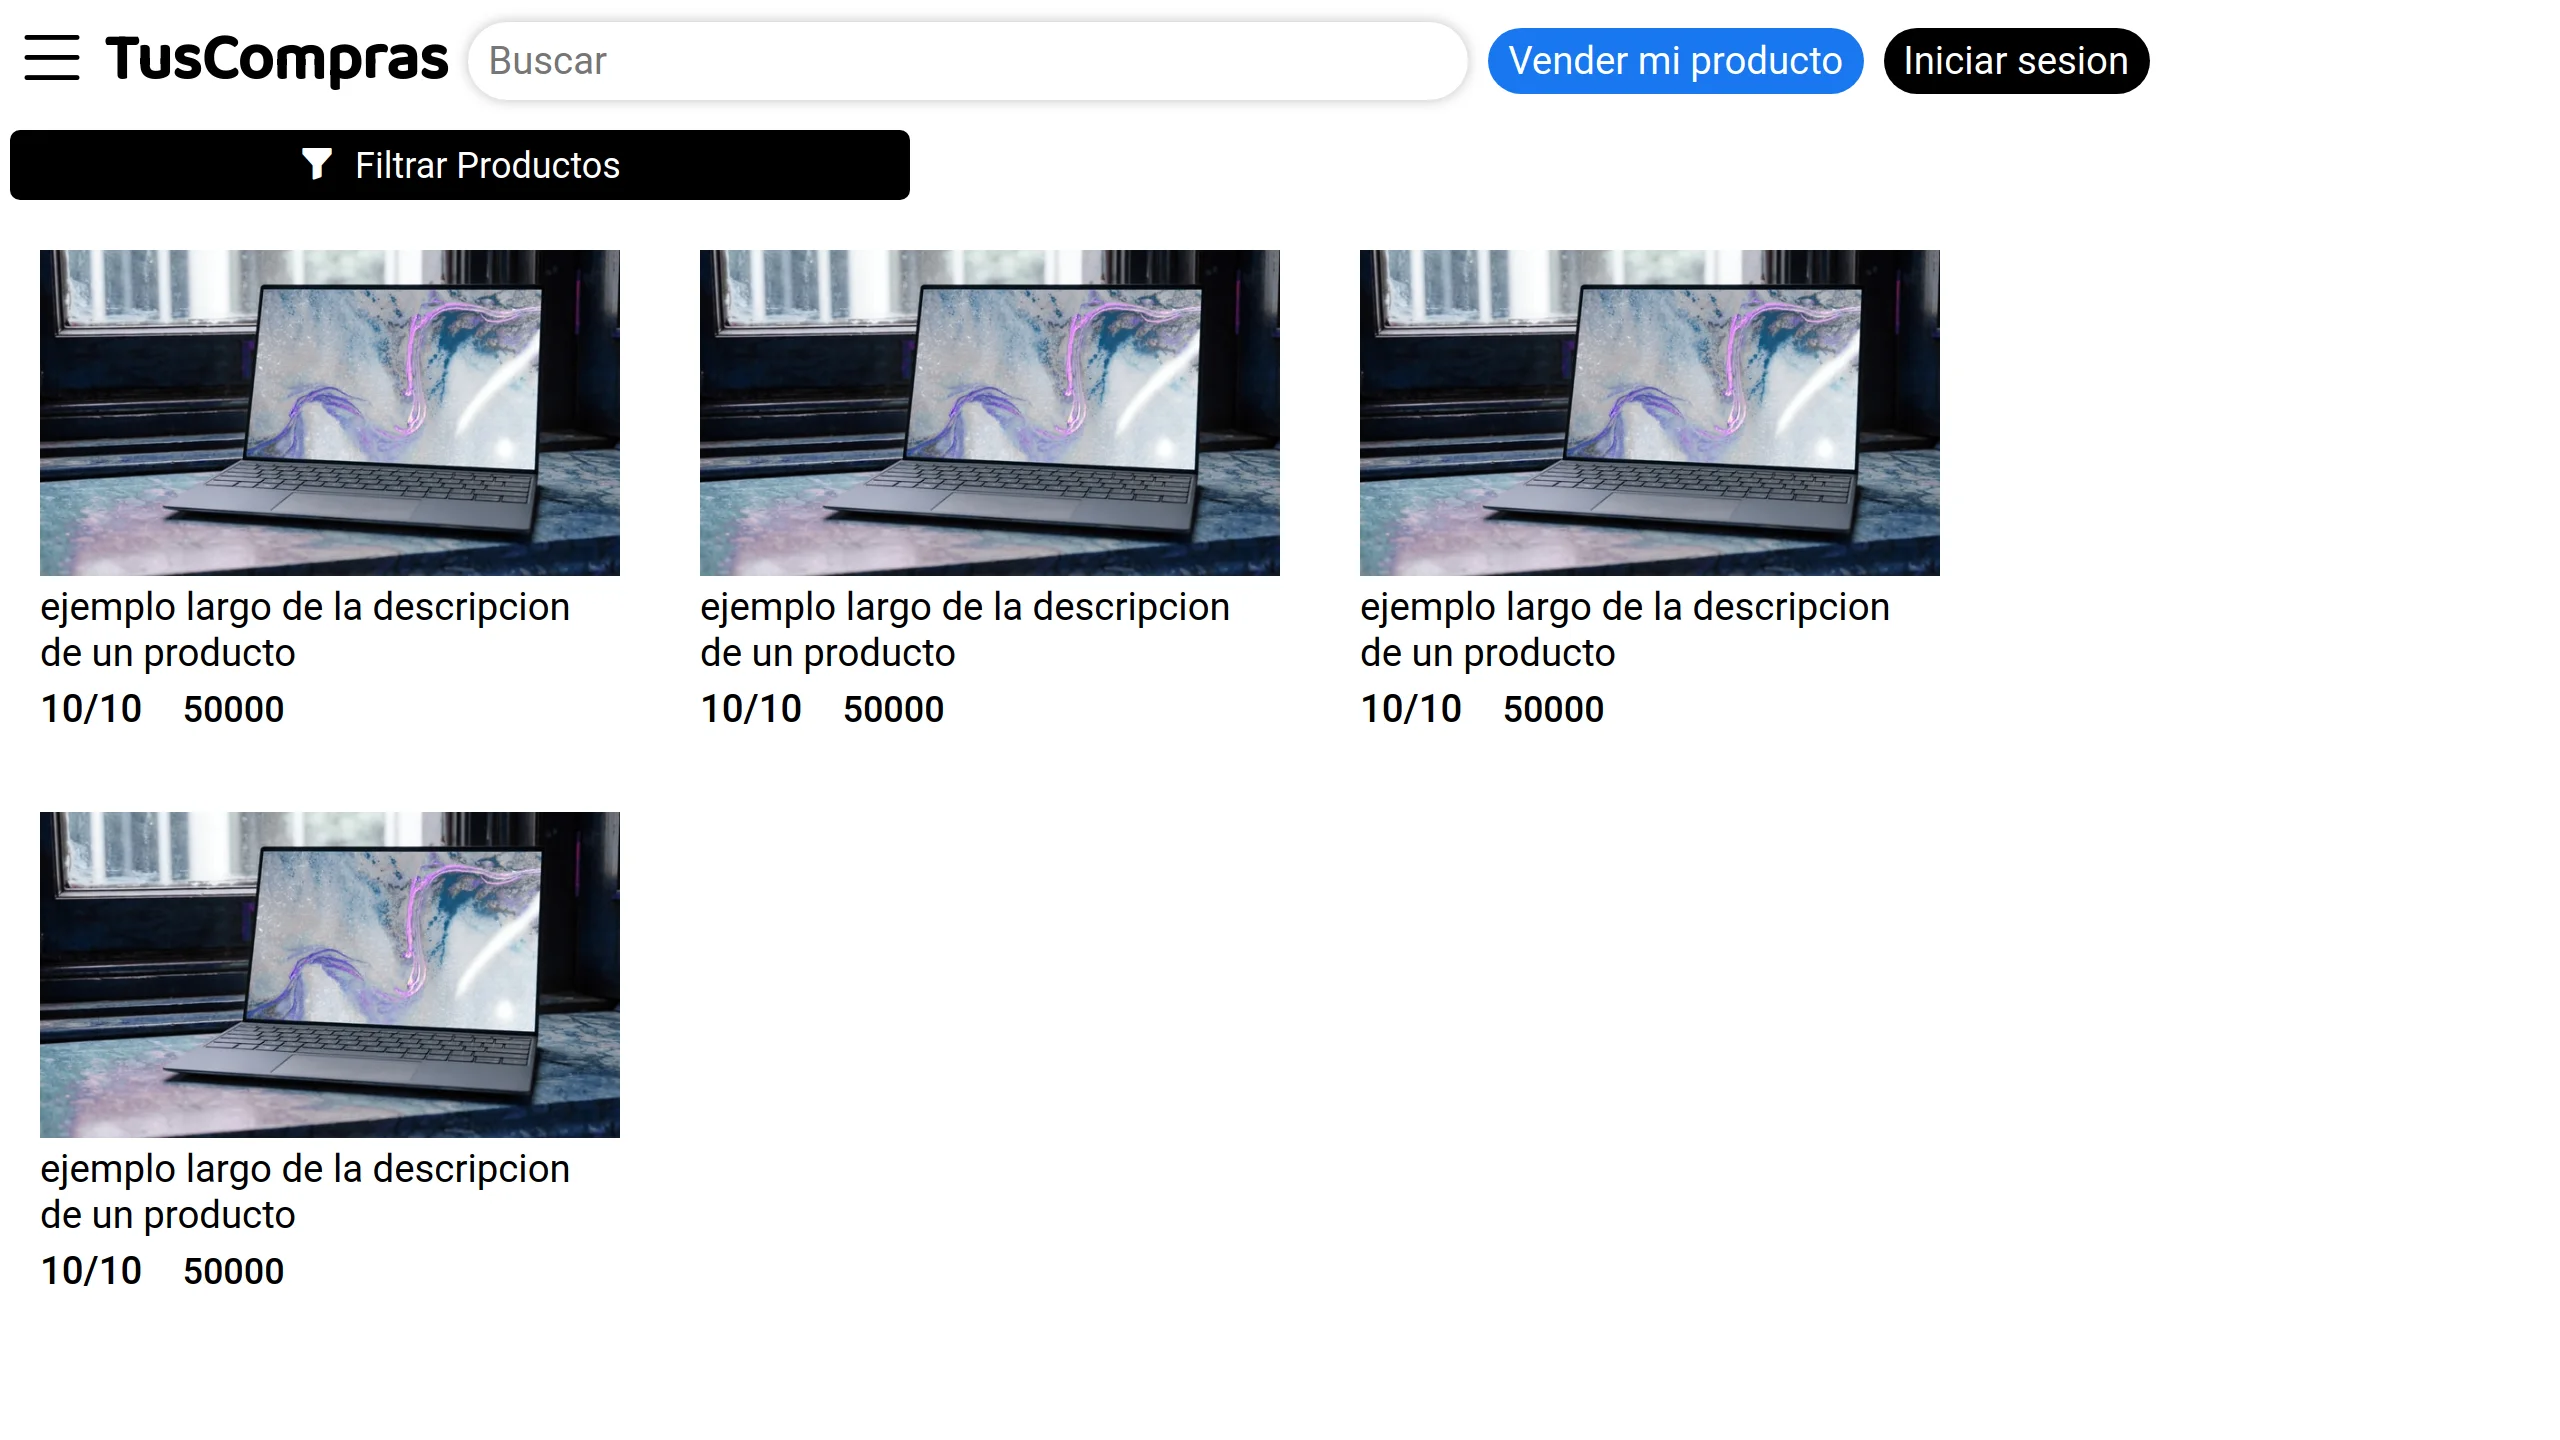 TusCompras
Buscar
Vender mi producto
Iniciar sesion
Filtrar Productos
ejemplo largo de la descripcion
de un producto
10/10 50000
ejemplo largo de la descripcion
de un producto
10/10 50000
ejemplo largo de la descripcion
de un producto
10/10 50000
ejemplo largo de la descripcion
de un producto
10/10 50000